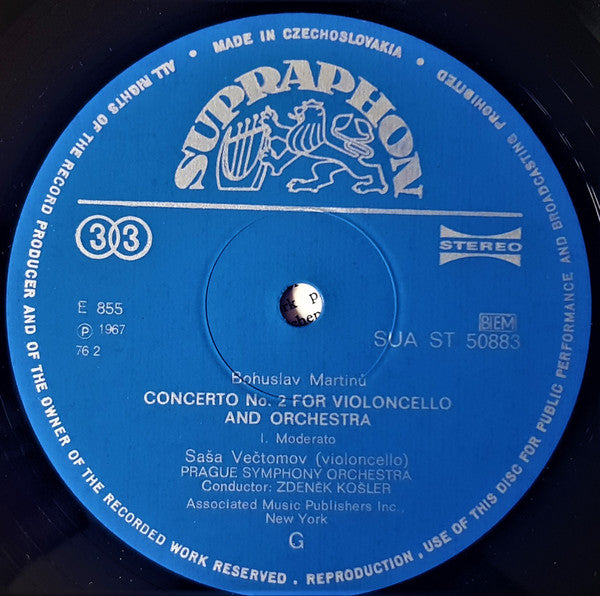 ALL RIGHTS OF THE RECORD PRODUCER AND OF THE OWNER OF THE RECORDED WORK RESERVED . REPRODUCTION, USE OF THIS DISC FOR PUBLIC PERFORMANCE AND BROADCASTING PROHIBITED
• MADE IN CZECHOSLOVAKIA •
SUPRAPHON
33
STEREO
E 855
℗ 1967
76 2
BIEM
SUA ST 50883
Bohuslav Martinů
CONCERTO No. 2 FOR VIOLONCELLO
AND ORCHESTRA
I. Moderato
Saša Večtomov (violoncello)
PRAGUE SYMPHONY ORCHESTRA
Conductor: ZDENĚK KOŠLER
Associated Music Publishers Inc.,
New York
G